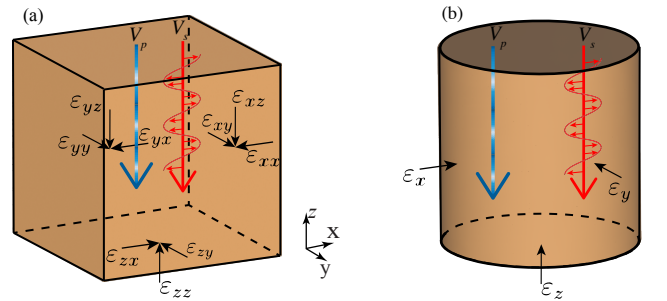 (a)
V_p
V_s
ε_yz
ε_yy
ε_yx
ε_xz
ε_xy
ε_xx
ε_zx
ε_zy
ε_zz
z
x
y
(b)
V_p
V_s
ε_x
ε_y
ε_z